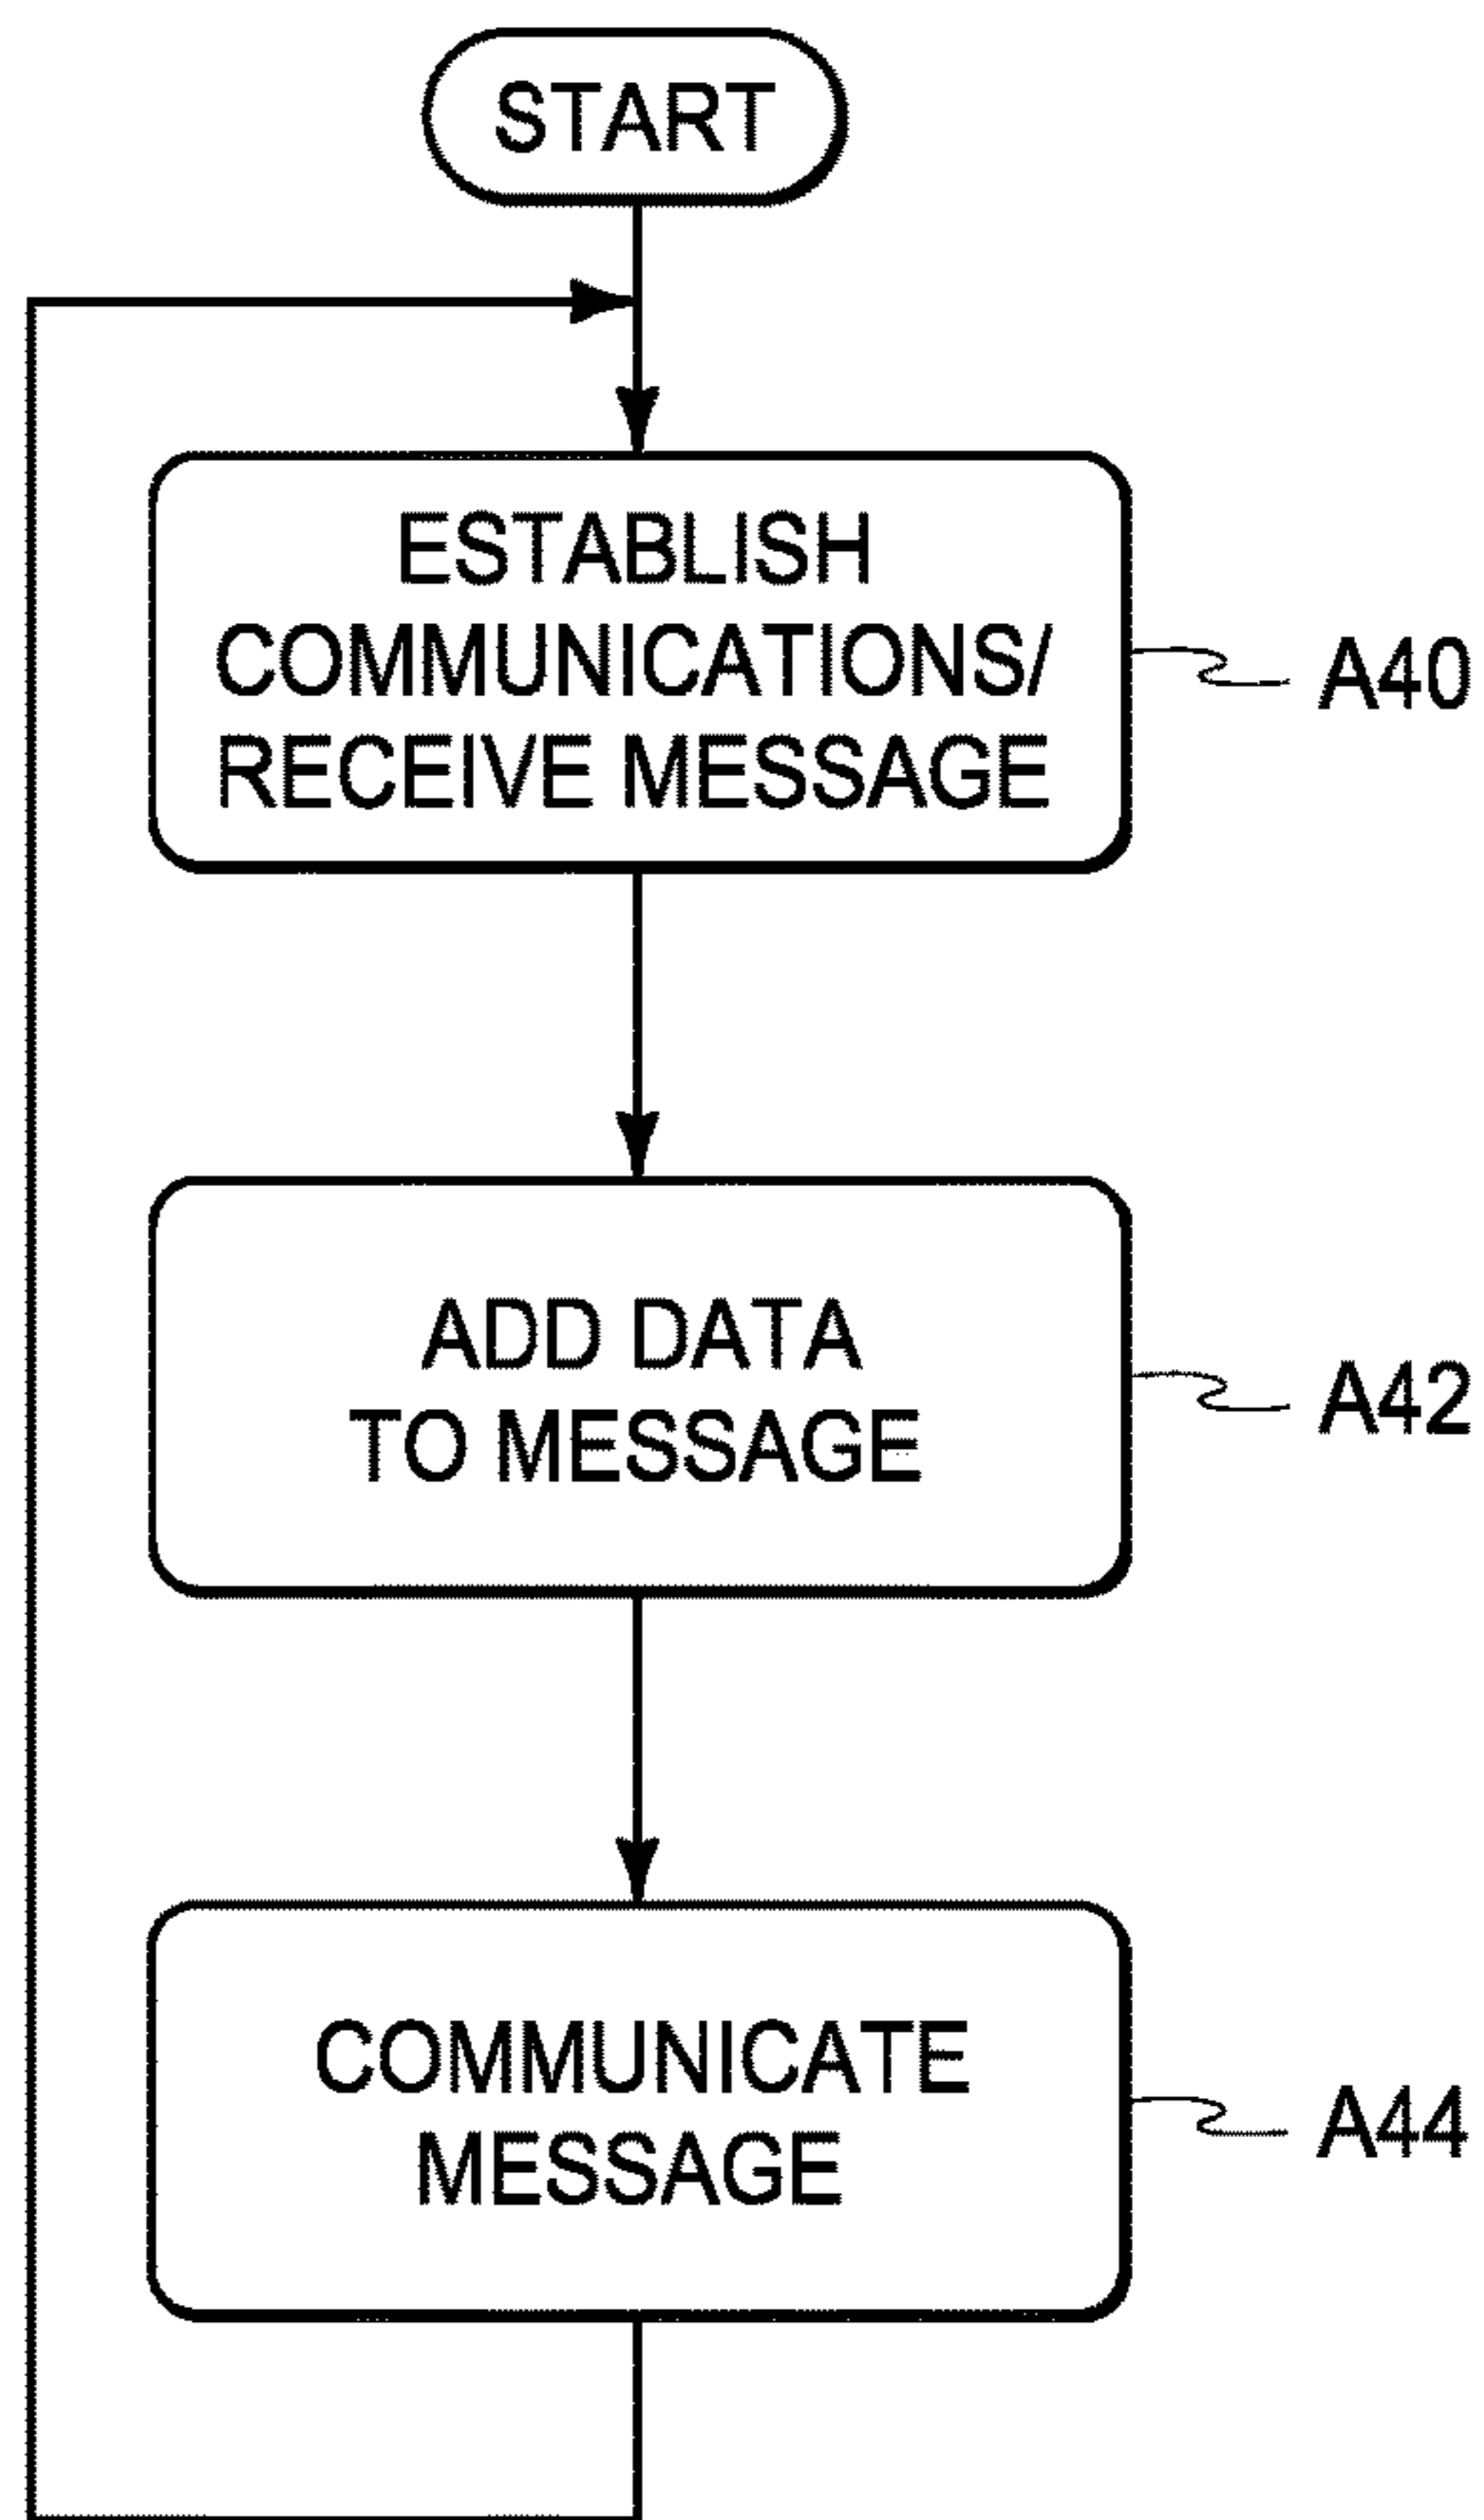 START
ESTABLISH
COMMUNICATIONS/
RECEIVE MESSAGE
A40
ADD DATA
TO MESSAGE
A42
COMMUNICATE
MESSAGE
A44